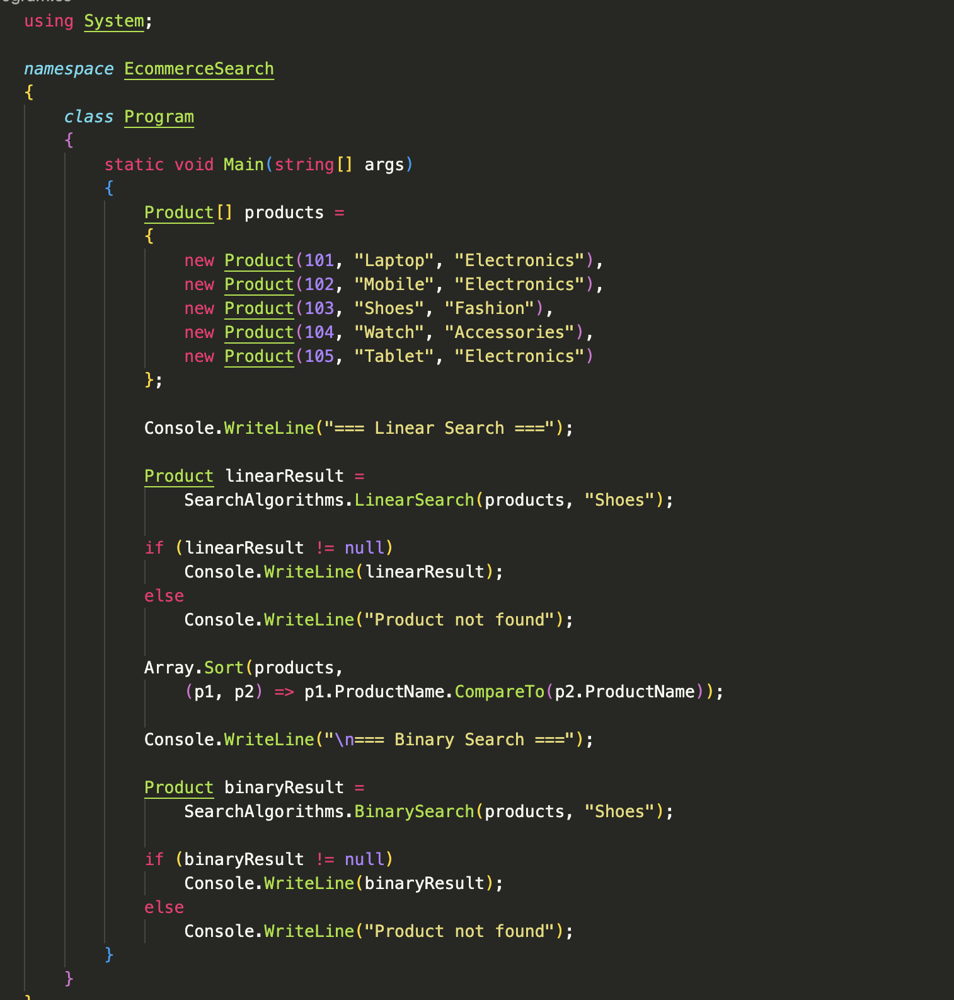 using System;

namespace EcommerceSearch
{
    class Program
    {
        static void Main(string[] args)
        {
            Product[] products =
            {
                new Product(101, "Laptop", "Electronics"),
                new Product(102, "Mobile", "Electronics"),
                new Product(103, "Shoes", "Fashion"),
                new Product(104, "Watch", "Accessories"),
                new Product(105, "Tablet", "Electronics")
            };

            Console.WriteLine("=== Linear Search ===");

            Product linearResult =
                SearchAlgorithms.LinearSearch(products, "Shoes");

            if (linearResult != null)
                Console.WriteLine(linearResult);
            else
                Console.WriteLine("Product not found");

            Array.Sort(products,
                (p1, p2) => p1.ProductName.CompareTo(p2.ProductName));

            Console.WriteLine("\n=== Binary Search ===");

            Product binaryResult =
                SearchAlgorithms.BinarySearch(products, "Shoes");

            if (binaryResult != null)
                Console.WriteLine(binaryResult);
            else
                Console.WriteLine("Product not found");
        }
    }
}